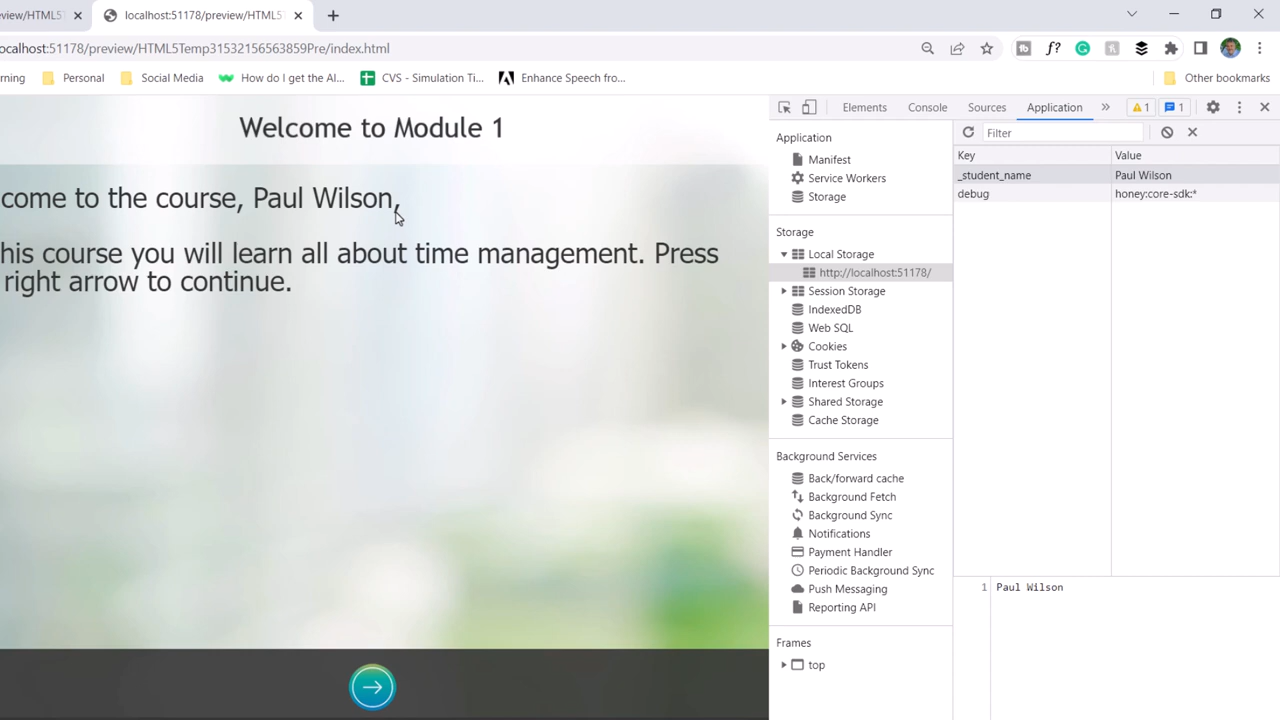 view/HTML5
localhost:51178/preview/HTML5
ocalhost:51178/preview/HTML5Temp31532156563859Pre/index.html
f?
rning
Personal
Social Media
How do I get the AI...
CVS - Simulation Ti...
Enhance Speech fro...
Other bookmarks
Elements
Console
Sources
Application
»
1
1
Welcome to Module 1
come to the course, Paul Wilson,
his course you will learn all about time management. Press
right arrow to continue.
Application
Manifest
Service Workers
Storage
Storage
Local Storage
http://localhost:51178/
Session Storage
IndexedDB
Web SQL
Cookies
Trust Tokens
Interest Groups
Shared Storage
Cache Storage
Background Services
Back/forward cache
Background Fetch
Background Sync
Notifications
Payment Handler
Periodic Background Sync
Push Messaging
Reporting API
Frames
top
Filter
Key Value
_student_name Paul Wilson
debug honey:core-sdk:*
1 Paul Wilson